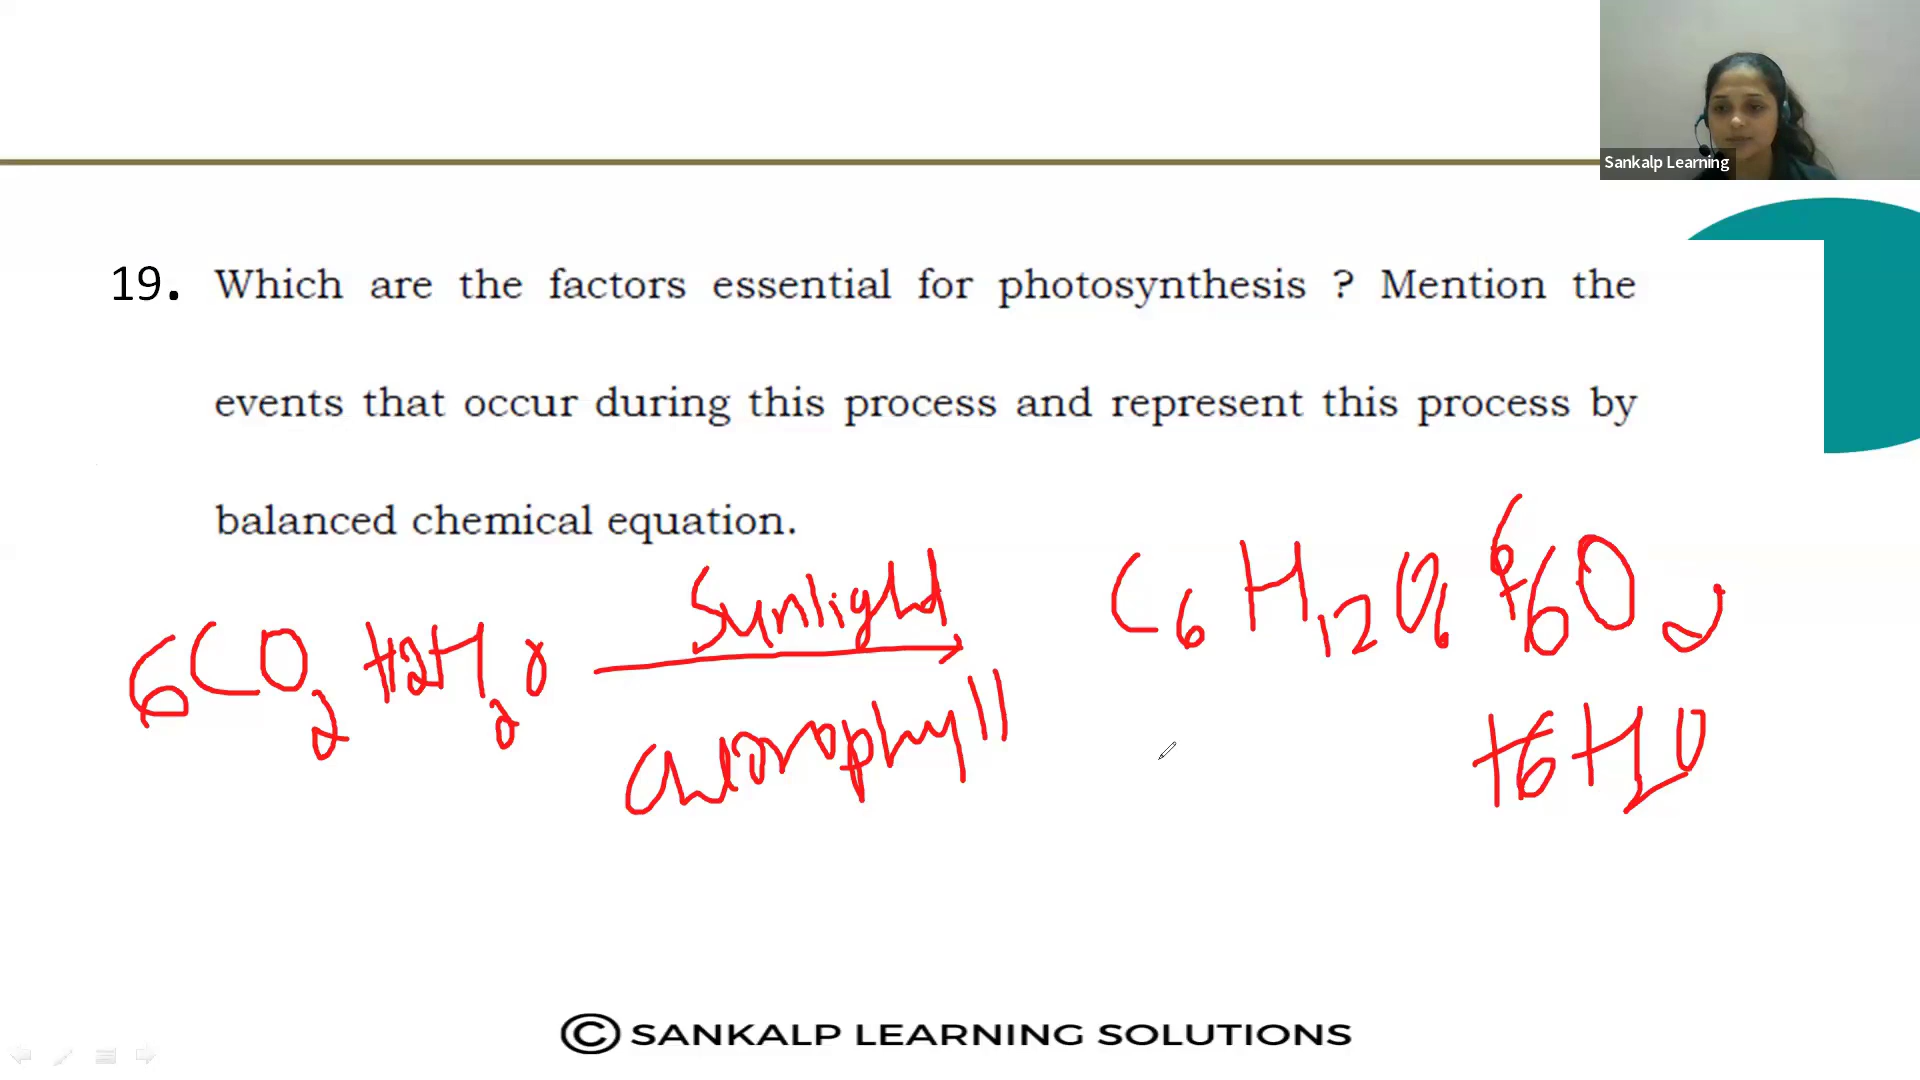 Sankalp Learning
19. Which are the factors essential for photosynthesis ? Mention the
events that occur during this process and represent this process by
balanced chemical equation.
Sunlight
6CO2 +12H2O → C6H12O6 + 6O2
Chlorophyll
+6H2O
© SANKALP LEARNING SOLUTIONS